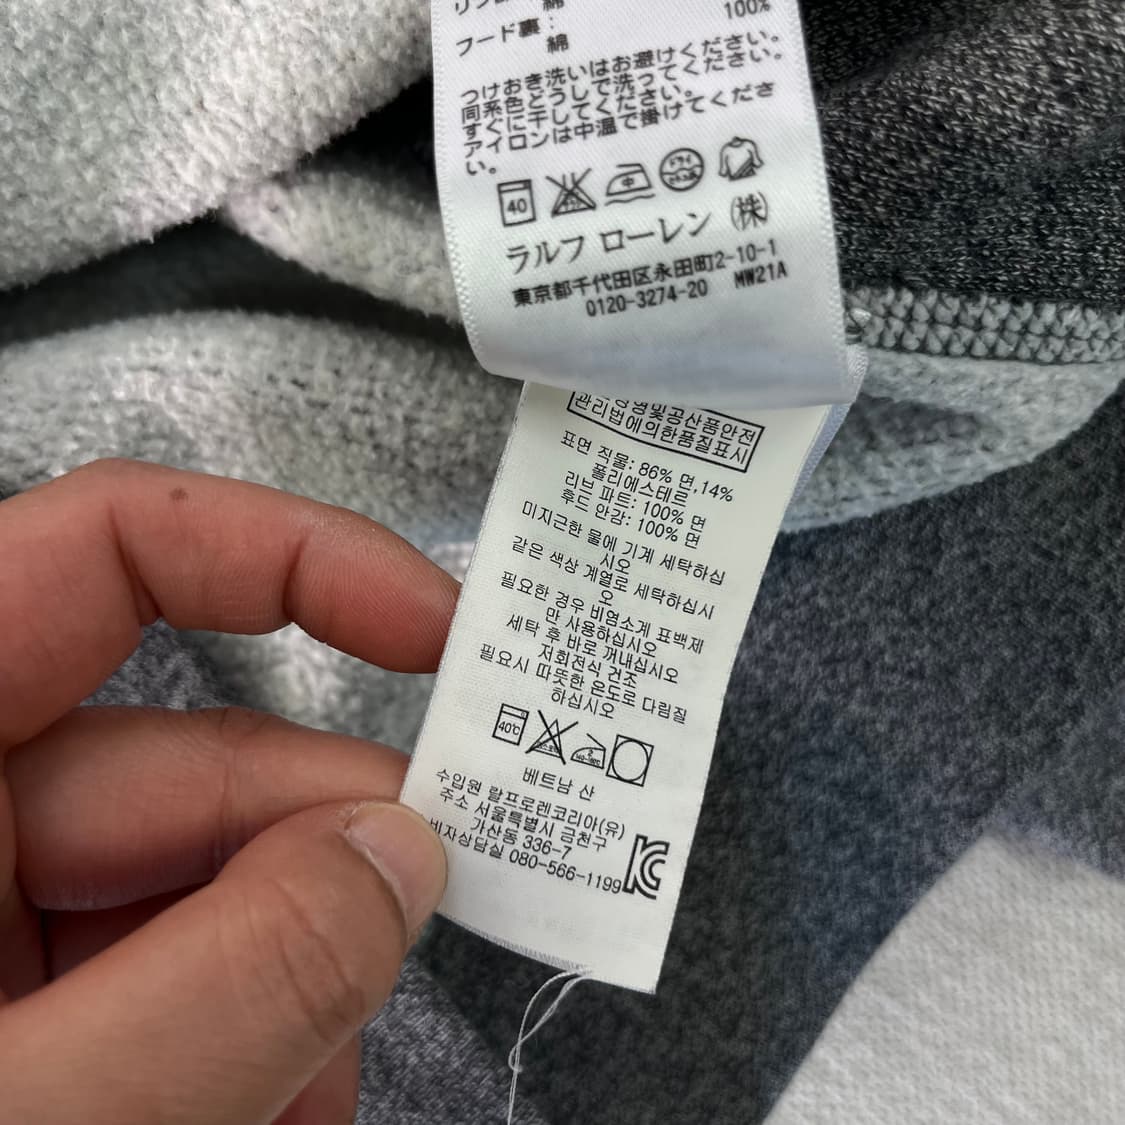 フード裏:
綿
100%
つけおき洗いはお避けください。
同系色どうしで洗ってください。
すぐに干してください。
アイロンは中温で掛けてくださ
い。
40
中
ドライ
ラルフ ローレン ㈱
東京都千代田区永田町2-10-1
0120-3274-20 MW21A
관리법에의한품질표시
표면 직물: 86% 면,14%
폴리에스테르
리브 파트: 100% 면
후드 안감: 100% 면
미지근한 물에 기계 세탁하십
시오
같은 색상 계열로 세탁하십시
오
필요한 경우 비염소계 표백제
만 사용하십시오
세탁 후 바로 꺼내십시오
저회전식 건조
필요시 따뜻한 온도로 다림질
하십시오
40℃
베트남 산
수입원 랄프로렌코리아(유)
주소 서울특별시 금천구
가산동 336-7
비자상담실 080-566-1199